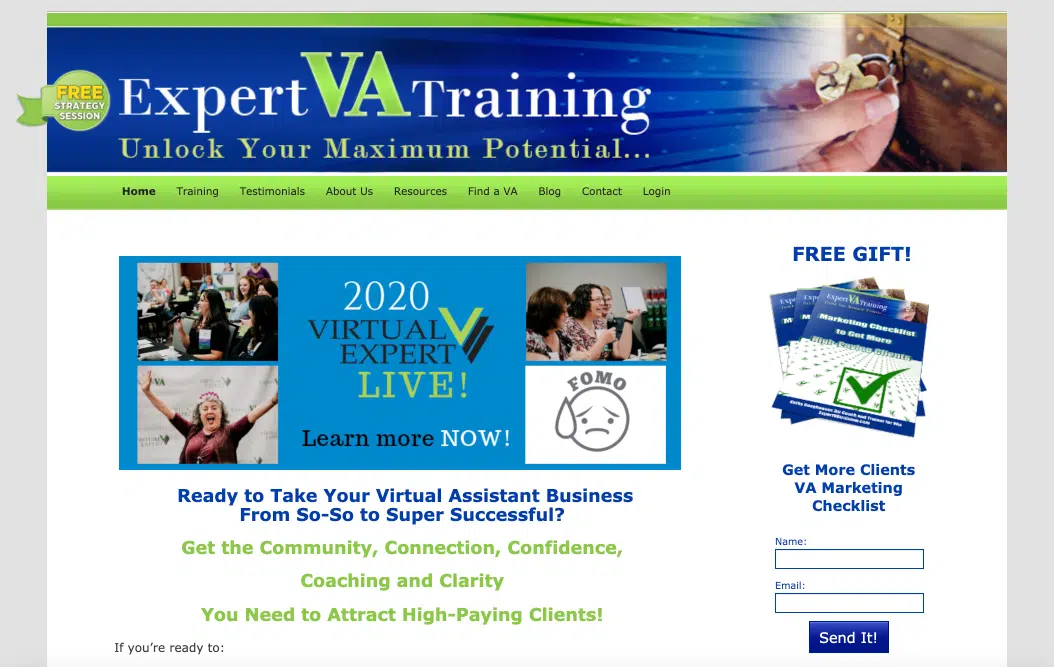 FREE
STRATEGY
SESSION
Expert VA Training
Unlock Your Maximum Potential...
Home Training Testimonials About Us Resources Find a VA Blog Contact Login
2020
VIRTUAL
EXPERT
LIVE!
Learn more NOW!
FOMO
Ready to Take Your Virtual Assistant Business
From So-So to Super Successful?
Get the Community, Connection, Confidence,
Coaching and Clarity
You Need to Attract High-Paying Clients!
If you’re ready to:
FREE GIFT!
Expert VA Training
Marketing Checklist
to Get More
High-Paying Clients
Get More Clients
VA Marketing
Checklist
Name:
Email:
Send It!